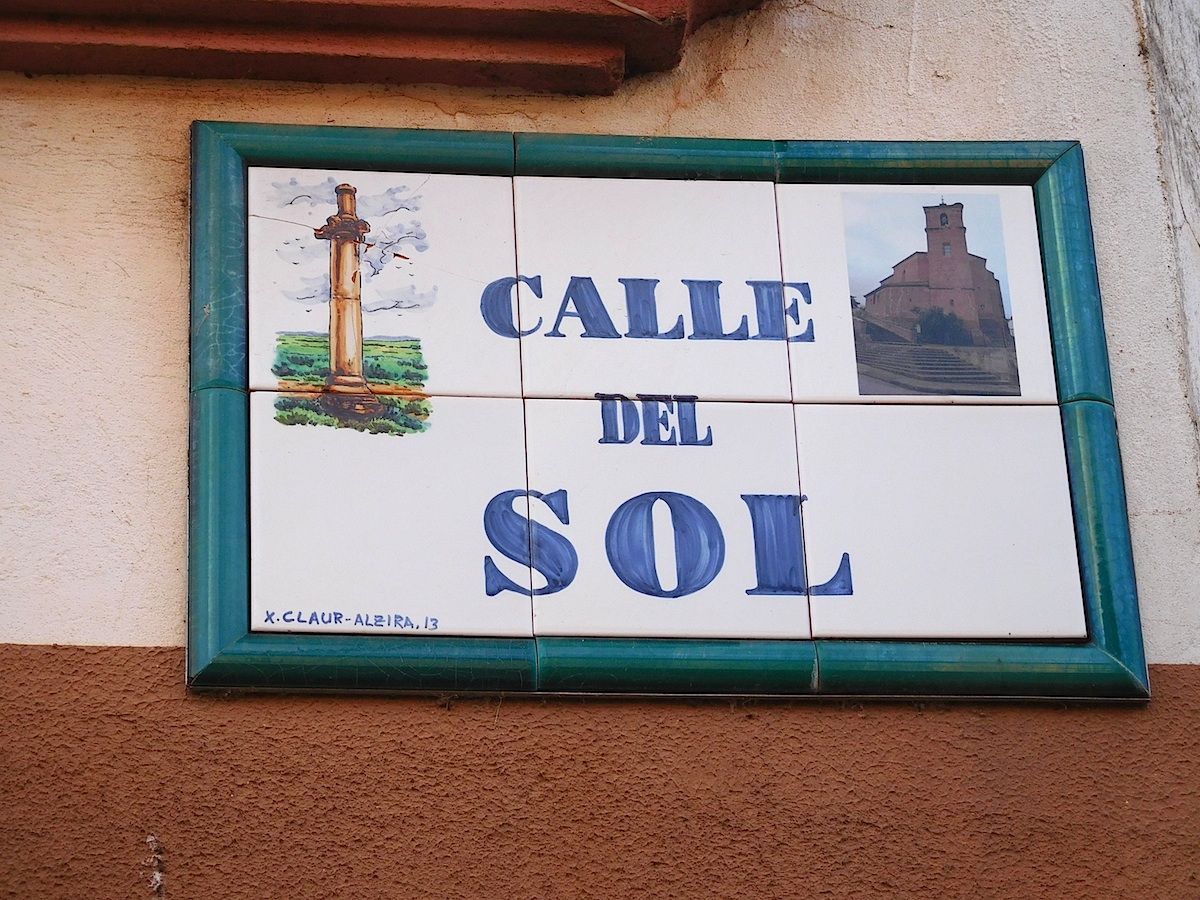 CALLE
DEL
SOL
X. CLAUR-ALZIRA, 13